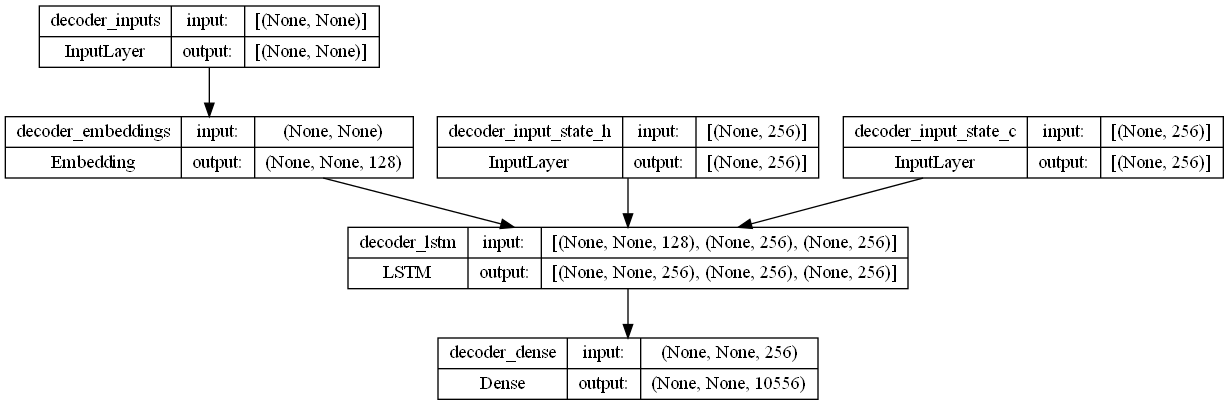 decoder_inputs input: [(None, None)]
InputLayer output: [(None, None)]
decoder_embeddings input: (None, None)
Embedding output: (None, None, 128)
decoder_input_state_h input: [(None, 256)]
InputLayer output: [(None, 256)]
decoder_input_state_c input: [(None, 256)]
InputLayer output: [(None, 256)]
decoder_lstm input: [(None, None, 128), (None, 256), (None, 256)]
LSTM output: [(None, None, 256), (None, 256), (None, 256)]
decoder_dense input: (None, None, 256)
Dense output: (None, None, 10556)